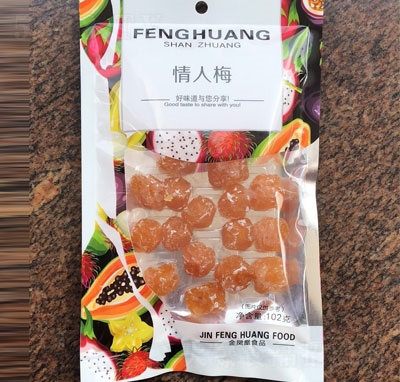 FENGHUANG
SHAN ZHUANG
情人梅
好味道与您分享!
Good taste to share with you!
净含量 102克
JIN FENG HUANG FOOD
金凤凰食品